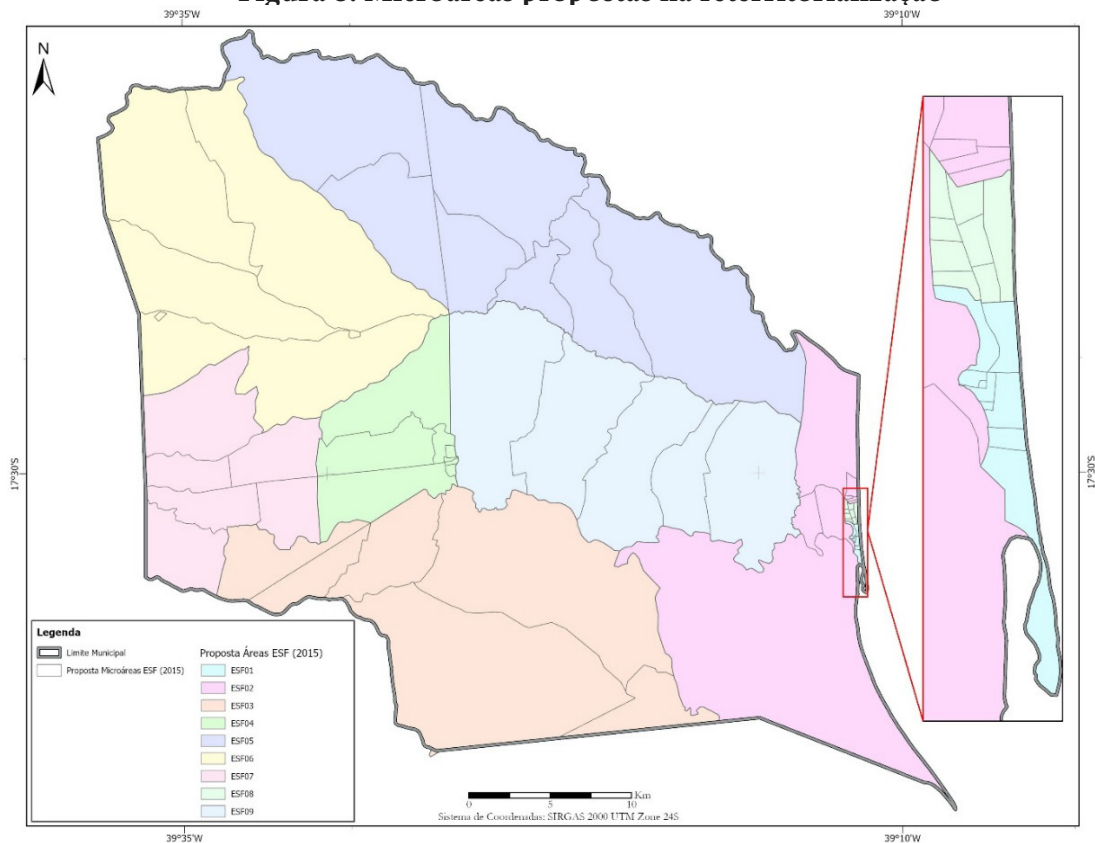 Figura 6: Microáreas propostas na reterritorialização
39°35'W
39°10'W
N
17°30'S
17°30'S
Legenda
Limite Municipal
Proposta Microáreas ESF (2015)
Proposta Áreas ESF (2015)
ESF01
ESF02
ESF03
ESF04
ESF05
ESF06
ESF07
ESF08
ESF09
Km
0 5 10
Sistema de Coordenadas: SIRGAS 2000 UTM Zone 24S
39°35'W
39°10'W